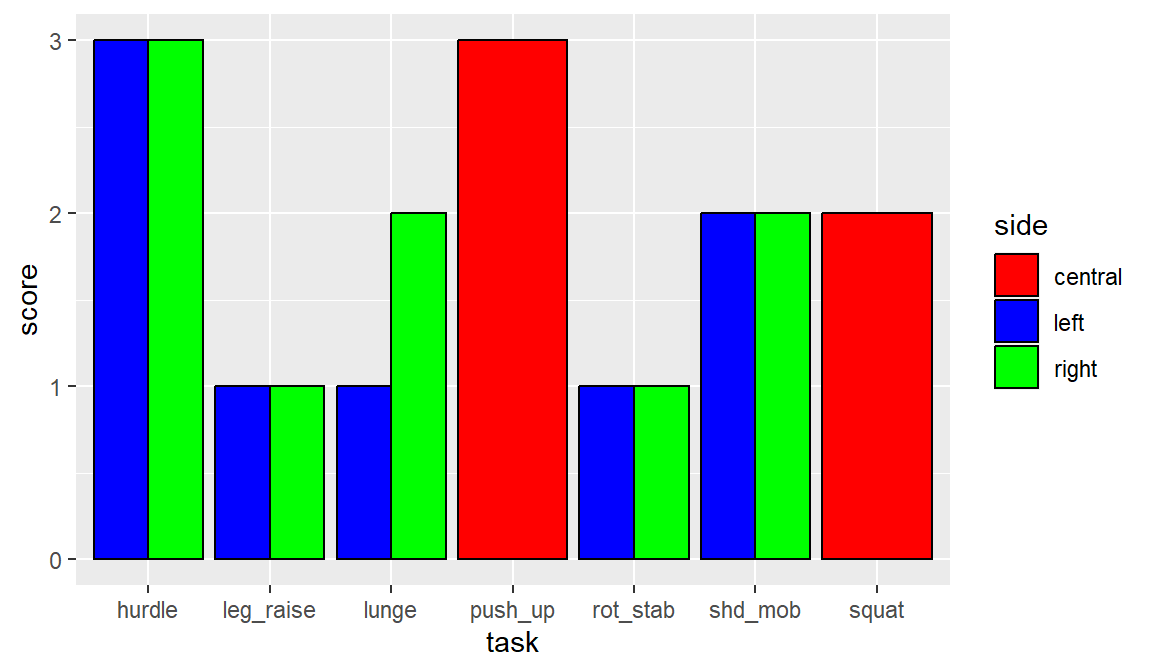 3
2
1
0
score
hurdle leg_raise lunge push_up rot_stab shd_mob squat
task
side
central
left
right